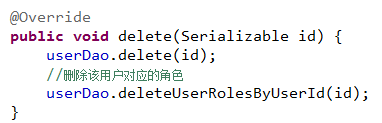 @Override
public void delete(Serializable id) {
    userDao.delete(id);
    //删除该用户对应的角色
    userDao.deleteUserRolesByUserId(id);
}